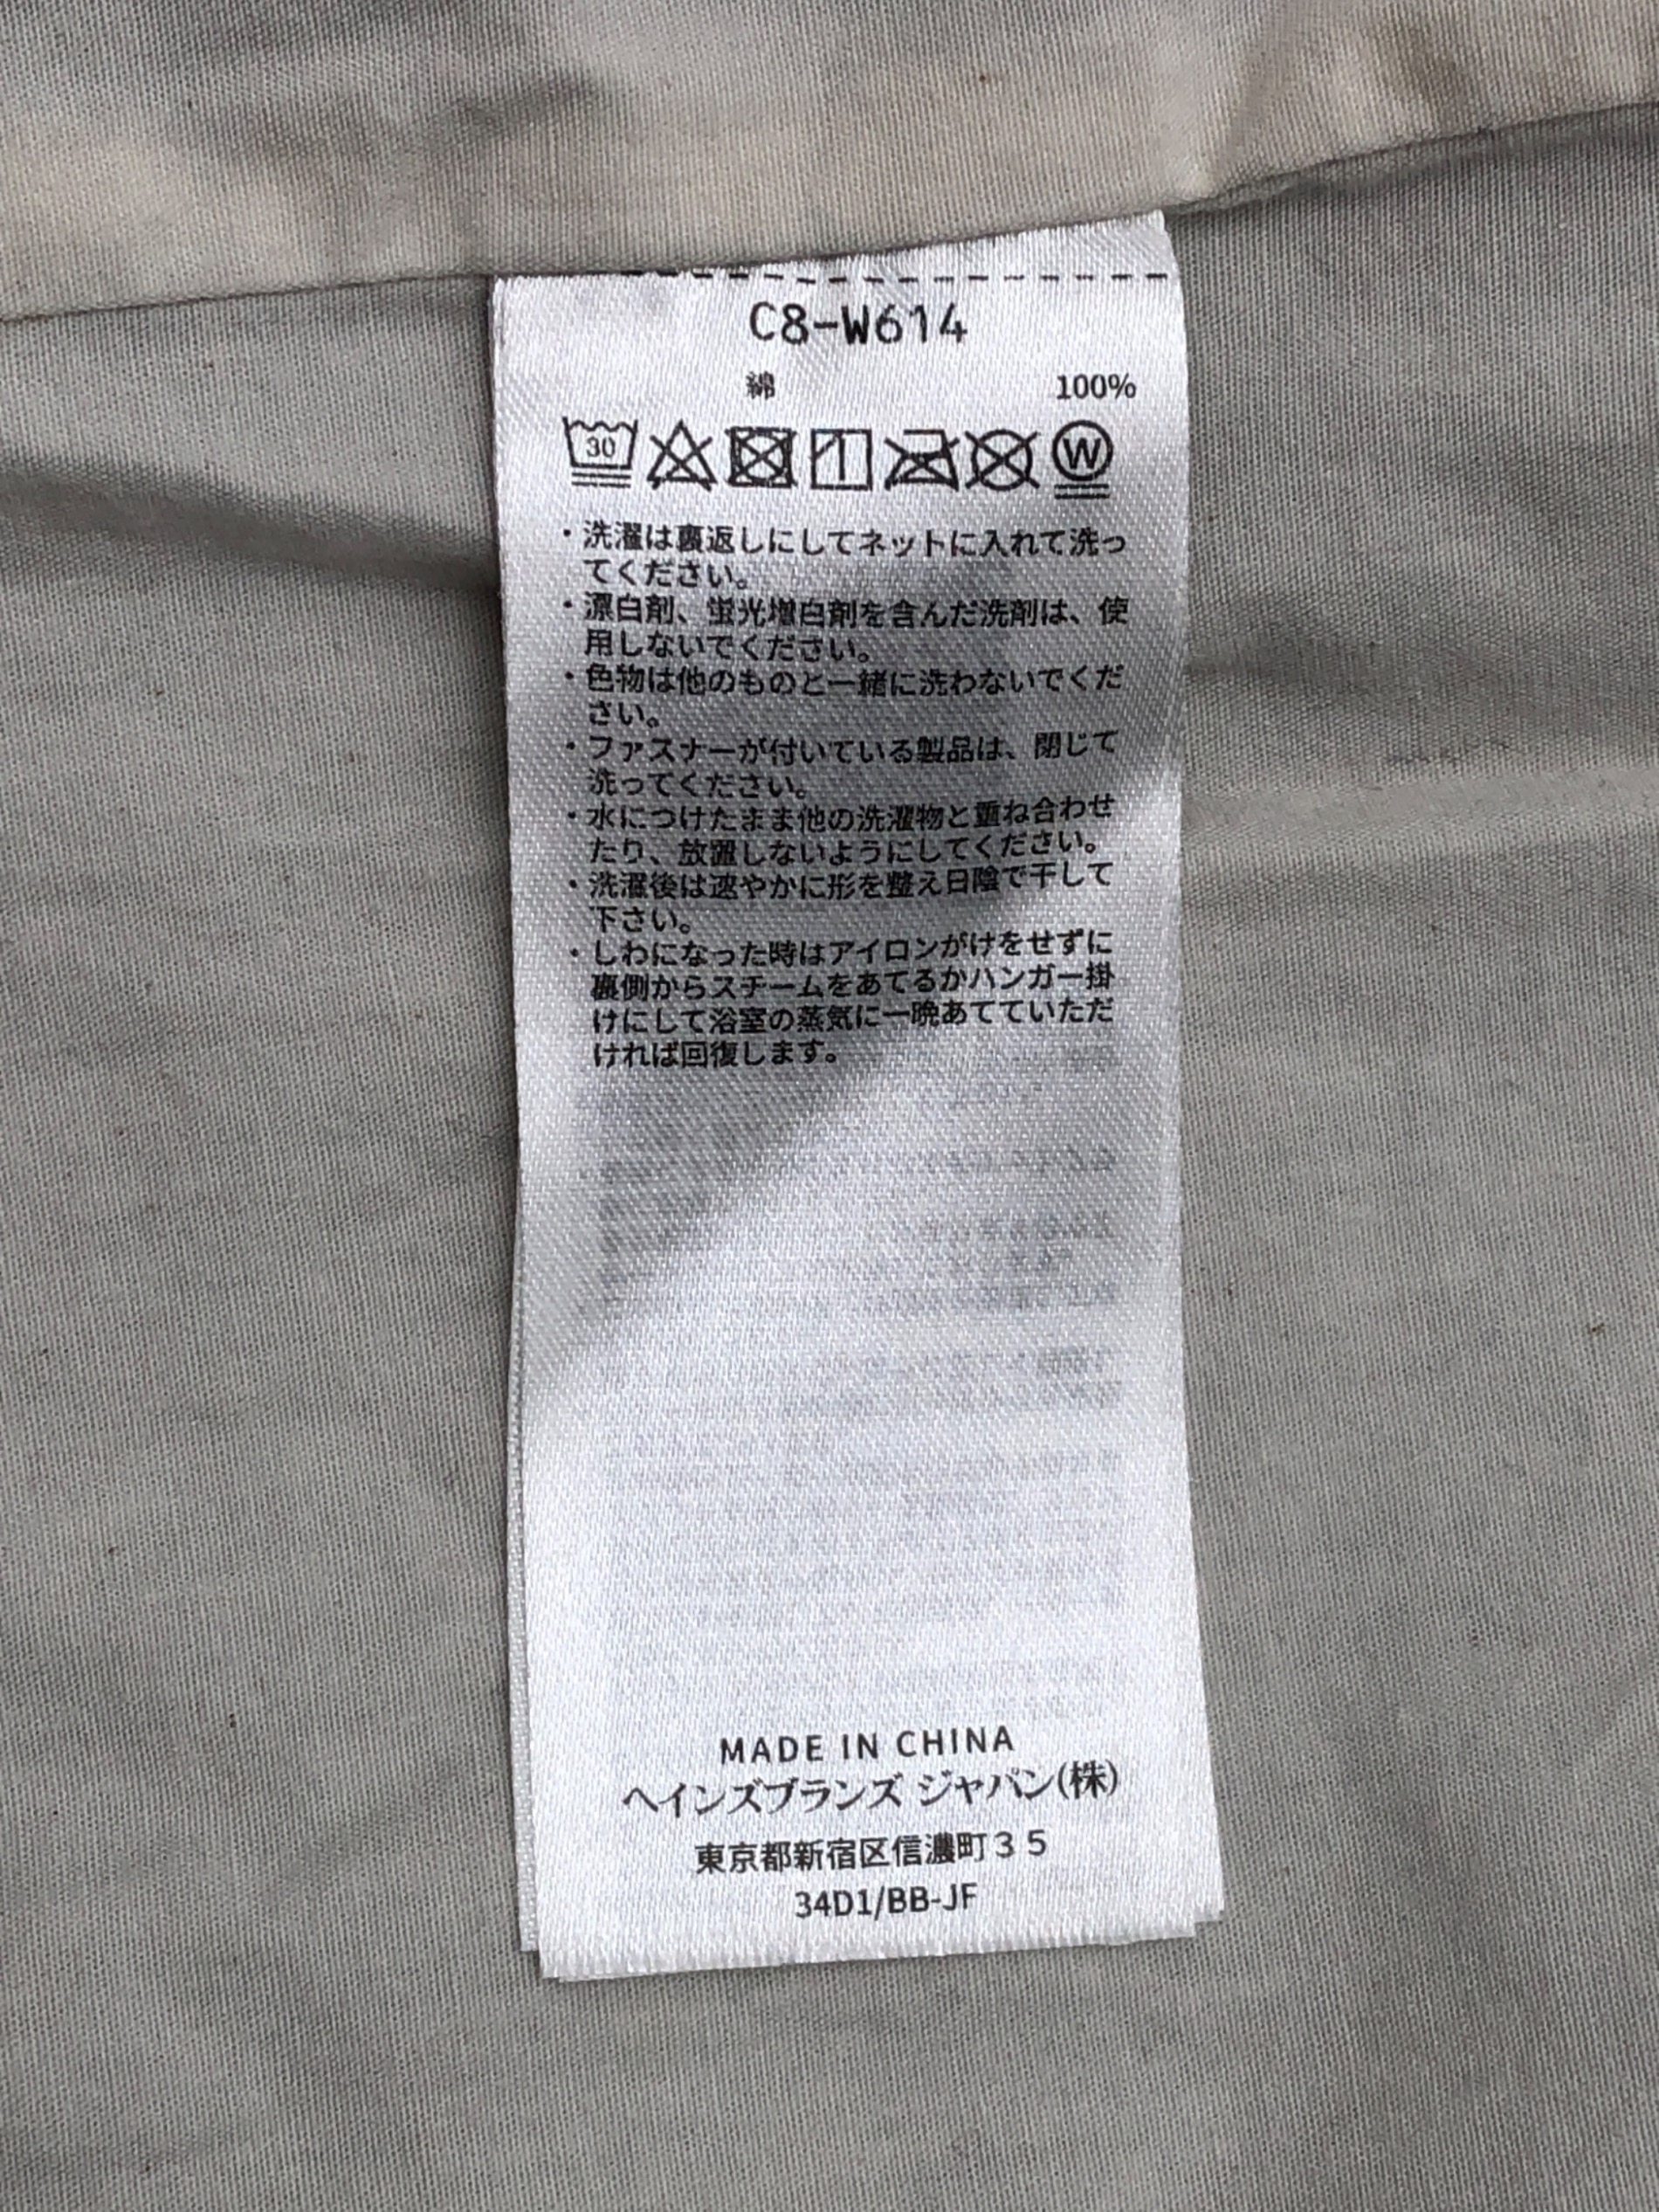 C8-W614
綿 100%
30
W
・洗濯は裏返しにしてネットに入れて洗っ
てください。
・漂白剤、蛍光増白剤を含んだ洗剤は、使
用しないでください。
・色物は他のものと一緒に洗わないでくだ
さい。
・ファスナーが付いている製品は、閉じて
洗ってください。
・水につけたまま他の洗濯物と重ね合わせ
たり、放置しないようにしてください。
・洗濯後は速やかに形を整え日陰で干して
下さい。
・しわになった時はアイロンがけをせずに
裏側からスチームをあてるかハンガー掛
けにして浴室の蒸気に一晩あてていただ
ければ回復します。
MADE IN CHINA
ヘインズブランズ ジャパン(株)
東京都新宿区信濃町３５
34D1/BB-JF